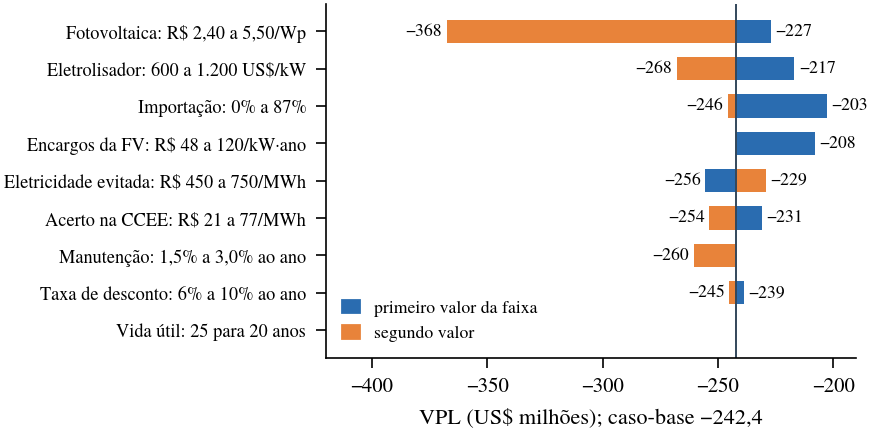 Fotovoltaica: R$ 2,40 a 5,50/Wp
−368
−227
Eletrolisador: 600 a 1.200 US$/kW
−268
−217
Importação: 0% a 87%
−246
−203
Encargos da FV: R$ 48 a 120/kW·ano
−208
Eletricidade evitada: R$ 450 a 750/MWh
−256
−229
Acerto na CCEE: R$ 21 a 77/MWh
−254
−231
Manutenção: 1,5% a 3,0% ao ano
−260
Taxa de desconto: 6% a 10% ao ano
−245
−239
Vida útil: 25 para 20 anos
primeiro valor da faixa
segundo valor
−400
−350
−300
−250
−200
VPL (US$ milhões); caso-base −242,4